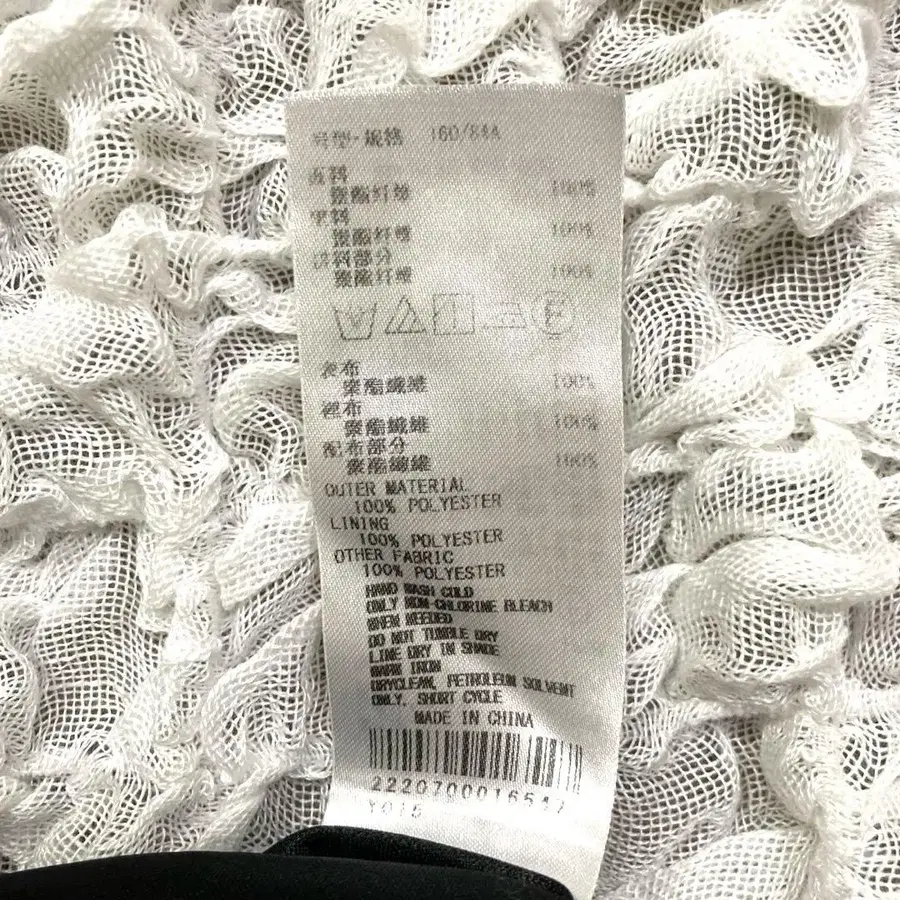 号型·规格 160/84A
面料
聚酯纤维 100%
里料
聚酯纤维 100%
部分
聚酯纤维 100%
表布
聚酯纖維 100%
裡布
聚酯纖維 100%
配布部分
聚酯纖維 100%
OUTER MATERIAL
100% POLYESTER
LINING
100% POLYESTER
OTHER FABRIC
100% POLYESTER
HAND WASH COLD
ONLY NON-CHLORINE BLEACH
WHEN NEEDED
DO NOT TUMBLE DRY
LINE DRY IN SHADE
WARM IRON
DRYCLEAN, PETROLEUM SOLVENT
ONLY, SHORT CYCLE
MADE IN CHINA
2220700016547